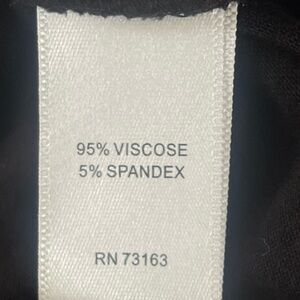 95% VISCOSE
5% SPANDEX
RN 73163